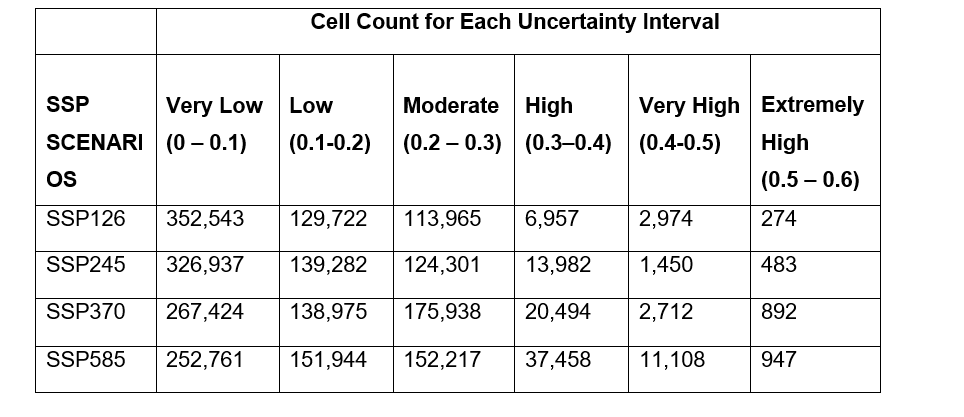 Cell Count for Each Uncertainty Interval
SSP SCENARI OS | Very Low (0 – 0.1) | Low (0.1-0.2) | Moderate (0.2 – 0.3) | High (0.3–0.4) | Very High (0.4-0.5) | Extremely High (0.5 – 0.6)
SSP126 352,543 129,722 113,965 6,957 2,974 274
SSP245 326,937 139,282 124,301 13,982 1,450 483
SSP370 267,424 138,975 175,938 20,494 2,712 892
SSP585 252,761 151,944 152,217 37,458 11,108 947